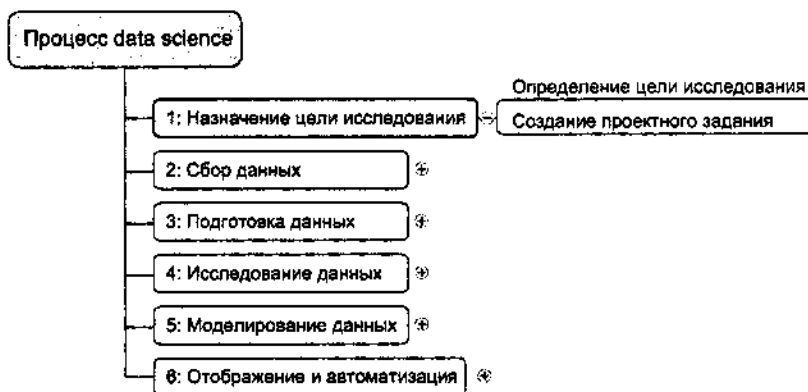 Процесс data science
Определение цели исследования
1: Назначение цели исследования
Создание проектного задания
2: Сбор данных
3: Подготовка данных
4: Исследование данных
5: Моделирование данных
6: Отображение и автоматизация